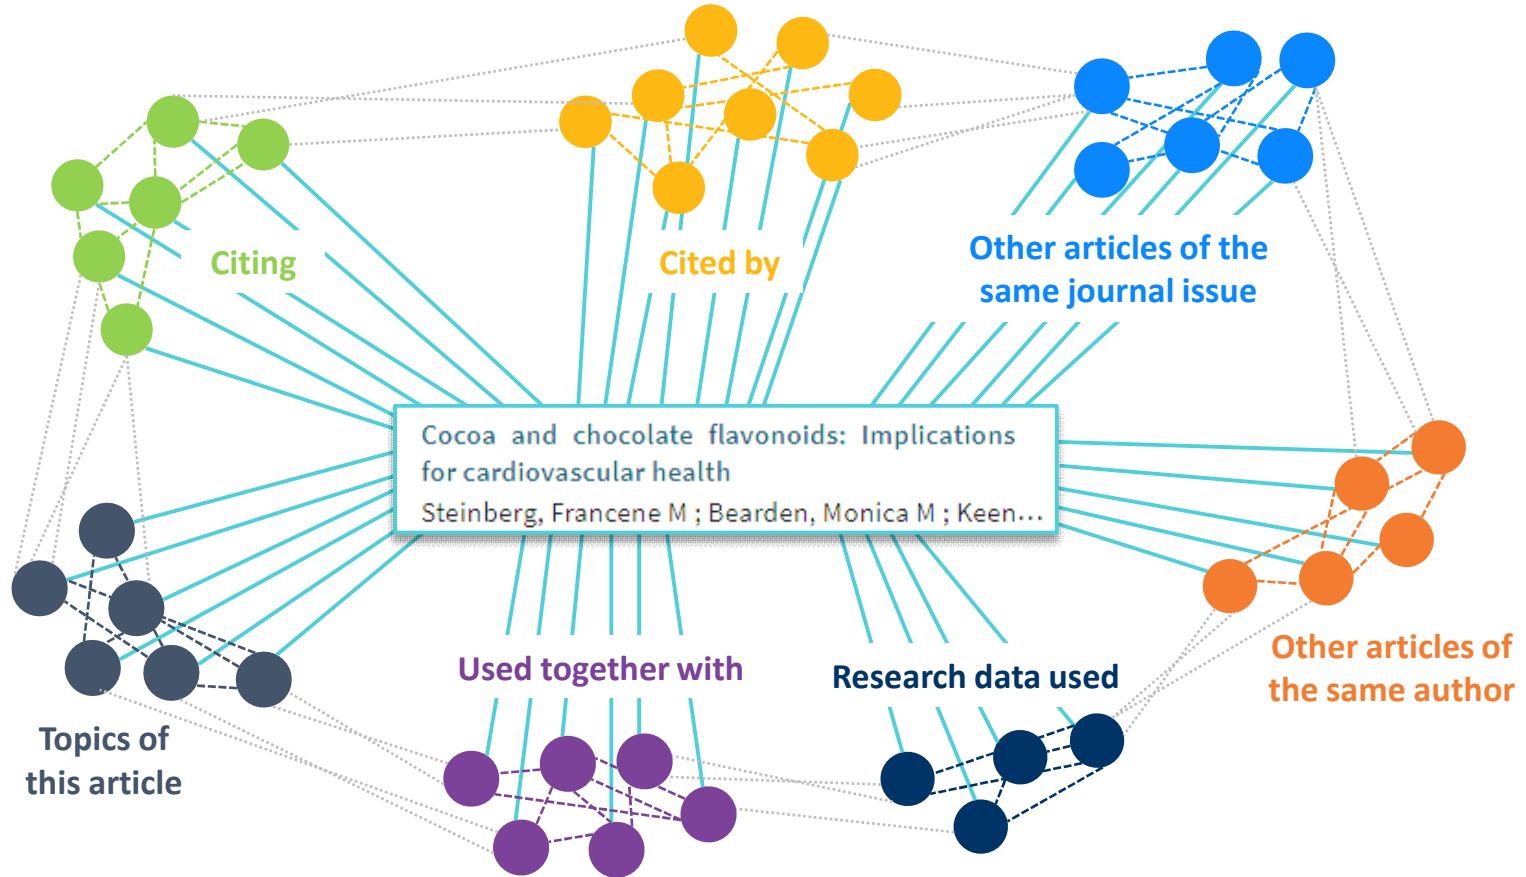 Citing
Cited by
Other articles of the
same journal issue
Cocoa and chocolate flavonoids: Implications
for cardiovascular health
Steinberg, Francene M ; Bearden, Monica M ; Keen...
Other articles of
the same author
Used together with
Research data used
Topics of
this article